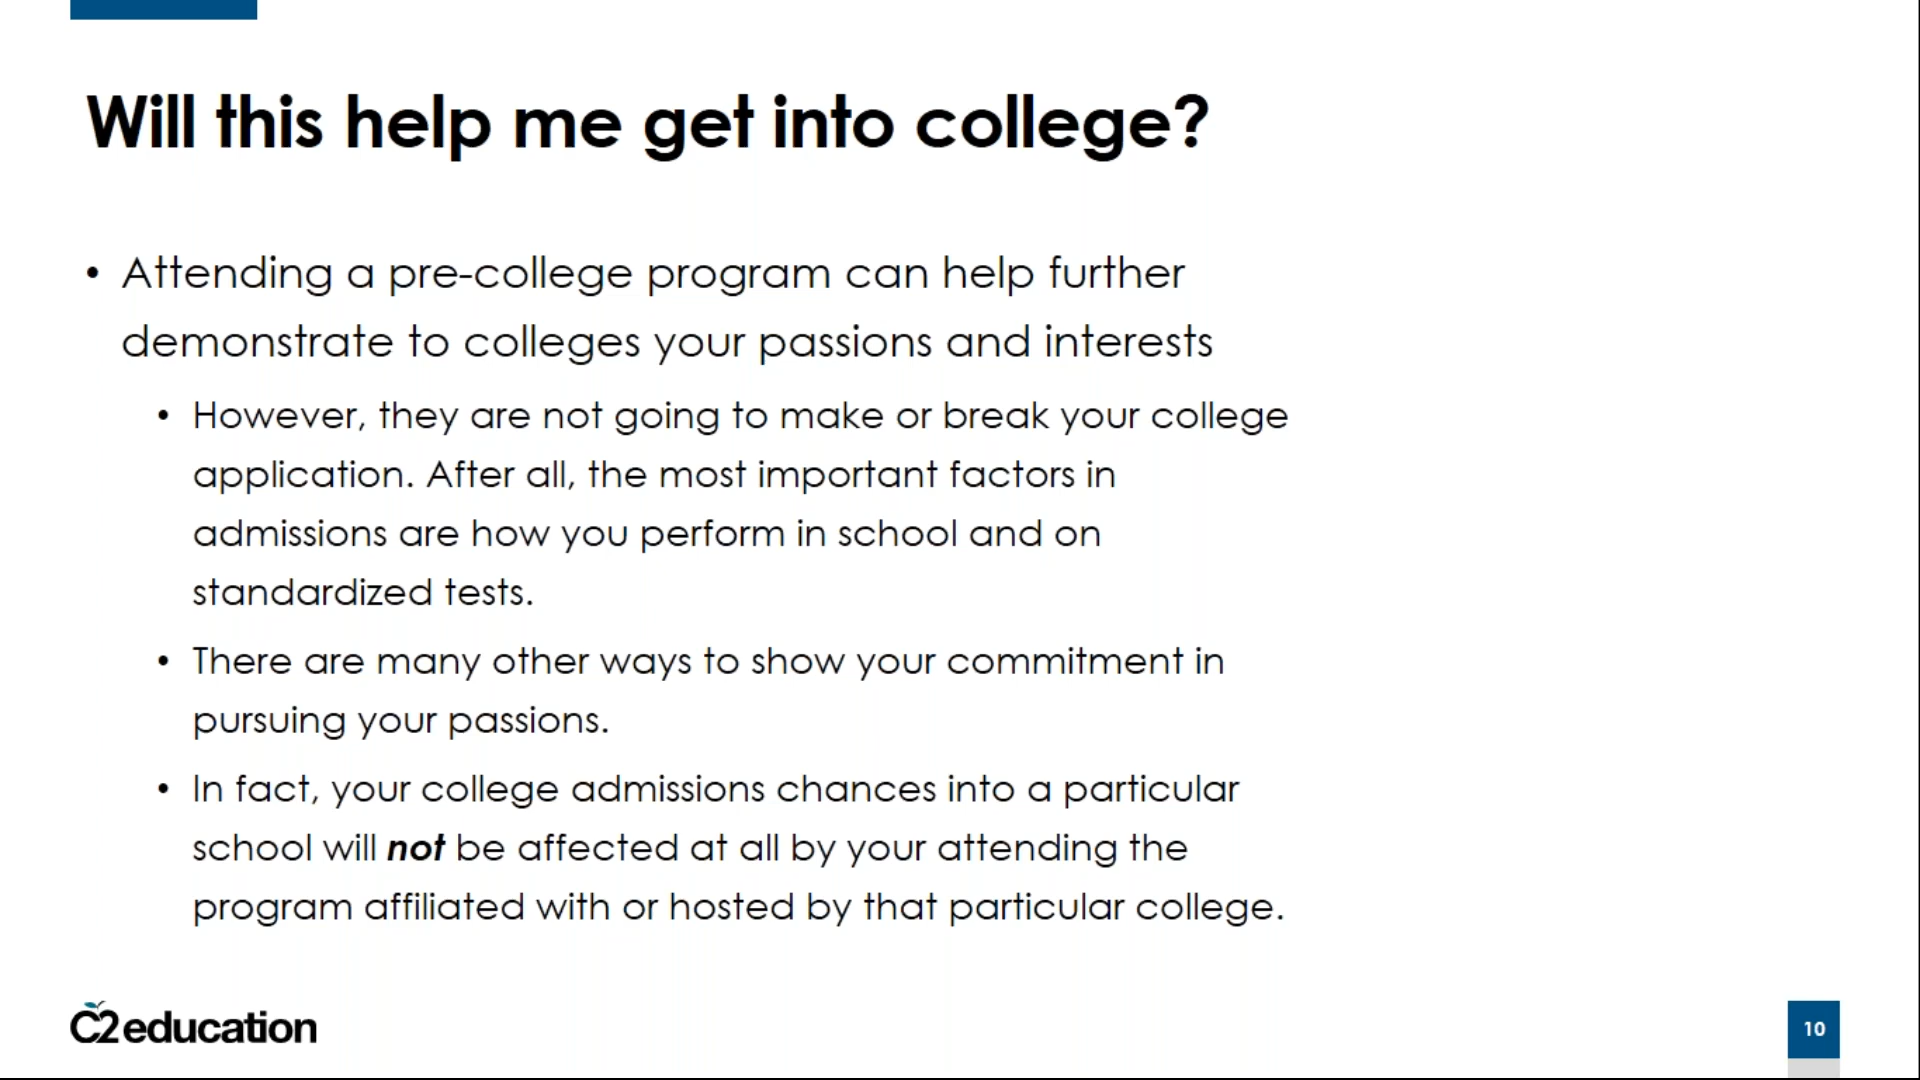 Will this help me get into college?
• Attending a pre-college program can help further
demonstrate to colleges your passions and interests
• However, they are not going to make or break your college
application. After all, the most important factors in
admissions are how you perform in school and on
standardized tests.
• There are many other ways to show your commitment in
pursuing your passions.
• In fact, your college admissions chances into a particular
school will not be affected at all by your attending the
program affiliated with or hosted by that particular college.
C2education
10